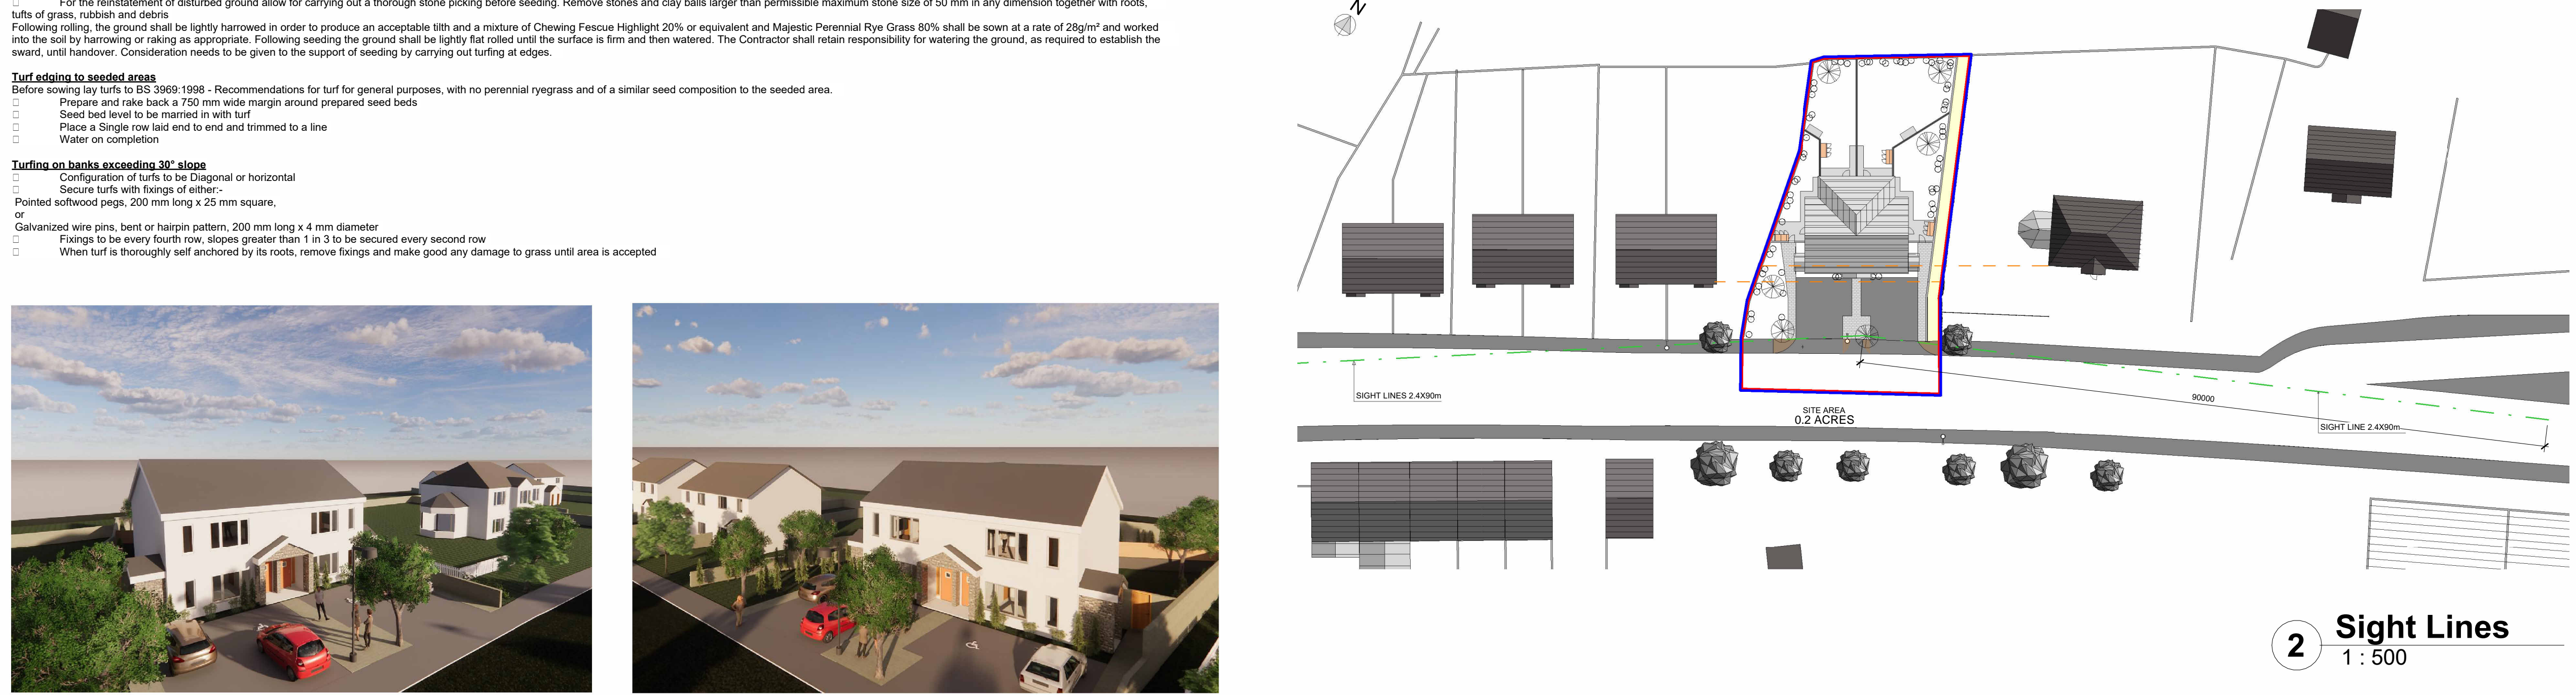 For the reinstatement of disturbed ground allow for carrying out a thorough stone picking before seeding. Remove stones and clay balls larger than permissible maximum stone size of 50 mm in any dimension together with roots,
tufts of grass, rubbish and debris
Following rolling, the ground shall be lightly harrowed in order to produce an acceptable tilth and a mixture of Chewing Fescue Highlight 20% or equivalent and Majestic Perennial Rye Grass 80% shall be sown at a rate of 28g/m² and worked
into the soil by harrowing or raking as appropriate. Following seeding the ground shall be lightly flat rolled until the surface is firm and then watered. The Contractor shall retain responsibility for watering the ground, as required to establish the
sward, until handover. Consideration needs to be given to the support of seeding by carrying out turfing at edges.
Turf edging to seeded areas
Before sowing lay turfs to BS 3969:1998 - Recommendations for turf for general purposes, with no perennial ryegrass and of a similar seed composition to the seeded area.
Prepare and rake back a 750 mm wide margin around prepared seed beds
Seed bed level to be married in with turf
Place a Single row laid end to end and trimmed to a line
Water on completion
Turfing on banks exceeding 30° slope
Configuration of turfs to be Diagonal or horizontal
Secure turfs with fixings of either:-
Pointed softwood pegs, 200 mm long x 25 mm square,
or
Galvanized wire pins, bent or hairpin pattern, 200 mm long x 4 mm diameter
Fixings to be every fourth row, slopes greater than 1 in 3 to be secured every second row
When turf is thoroughly self anchored by its roots, remove fixings and make good any damage to grass until area is accepted
N
SIGHT LINES 2.4X90m
SITE AREA
0.2 ACRES
90000
SIGHT LINE 2.4X90m
2
Sight Lines
1 : 500